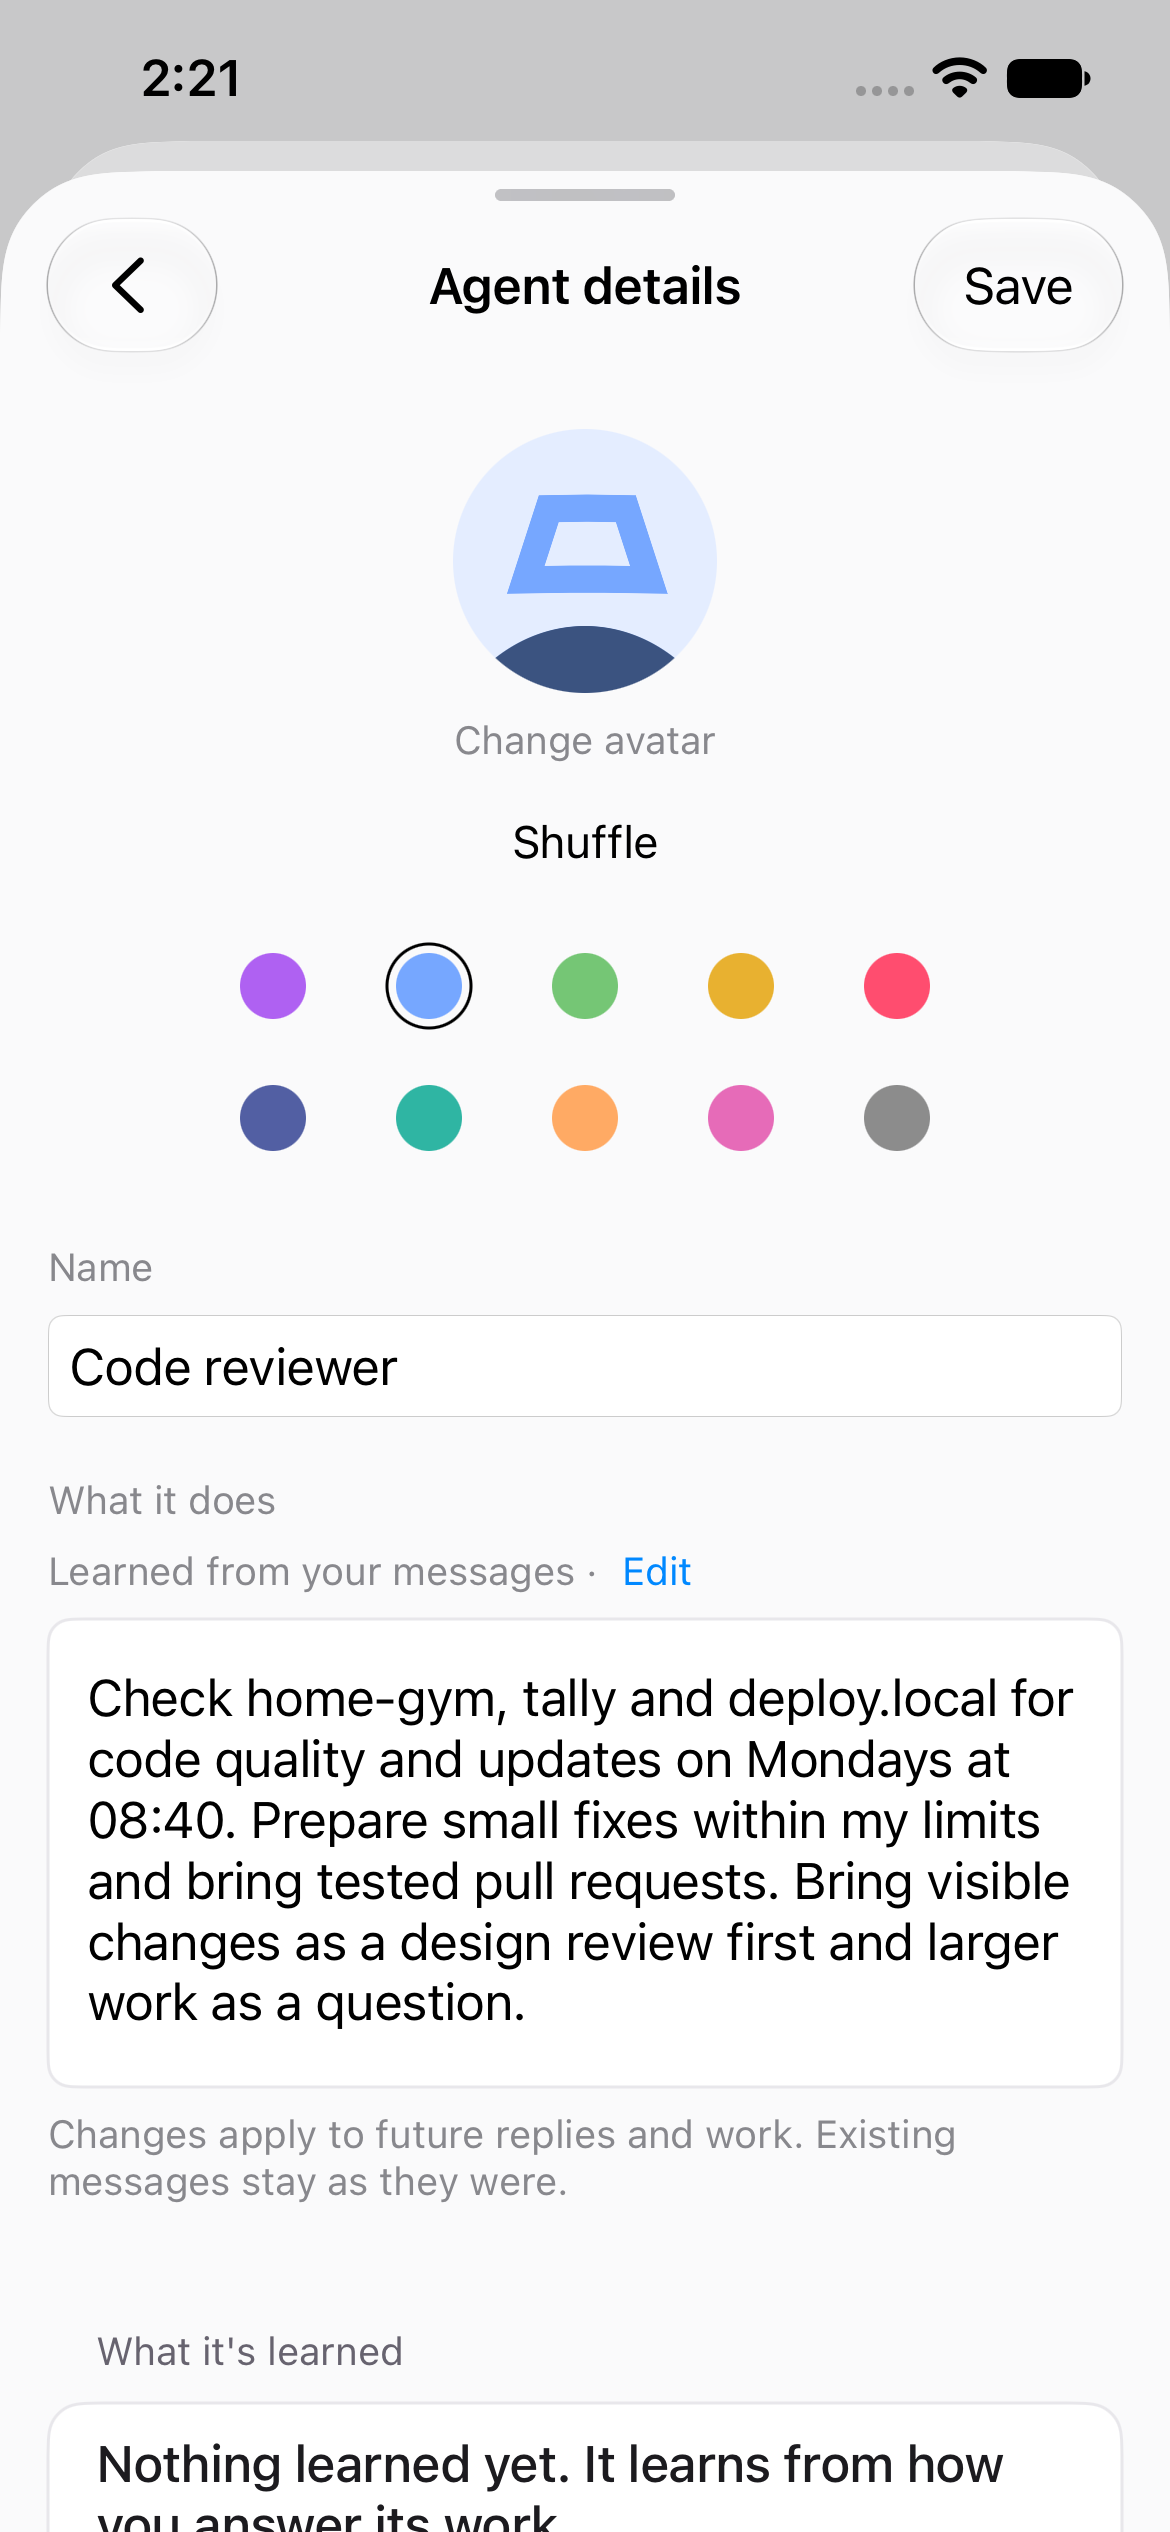 2:21
Agent details
Save
Change avatar
Shuffle
Name
Code reviewer
What it does
Learned from your messages · Edit
Check home-gym, tally and deploy.local for
code quality and updates on Mondays at
08:40. Prepare small fixes within my limits
and bring tested pull requests. Bring visible
changes as a design review first and larger
work as a question.
Changes apply to future replies and work. Existing
messages stay as they were.
What it's learned
Nothing learned yet. It learns from how
you answer its work